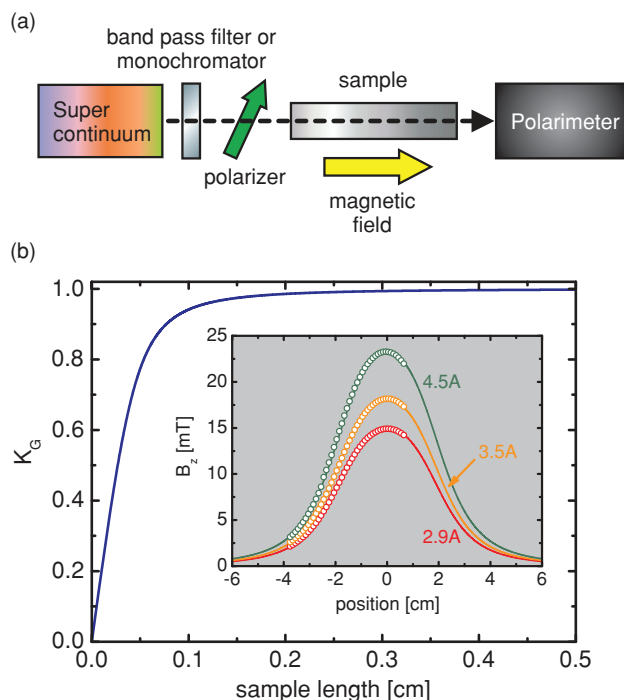 (a)
band pass filter or
monochromator
sample
Super
continuum
Polarimeter
polarizer
magnetic
field
(b)
1.0
0.8
0.6
0.4
0.2
0.0
K_G
0.0 0.1 0.2 0.3 0.4 0.5
sample length [cm]
25
20
15
10
5
0
B_z [mT]
4.5A
3.5A
2.9A
-6 -4 -2 0 2 4 6
position [cm]